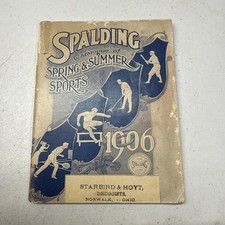 SPALDING
Catalogue of
SPRING & SUMMER
SPORTS
1906
STARBIRD & HOYT,
DRUGGISTS,
NORWALK, - OHIO.